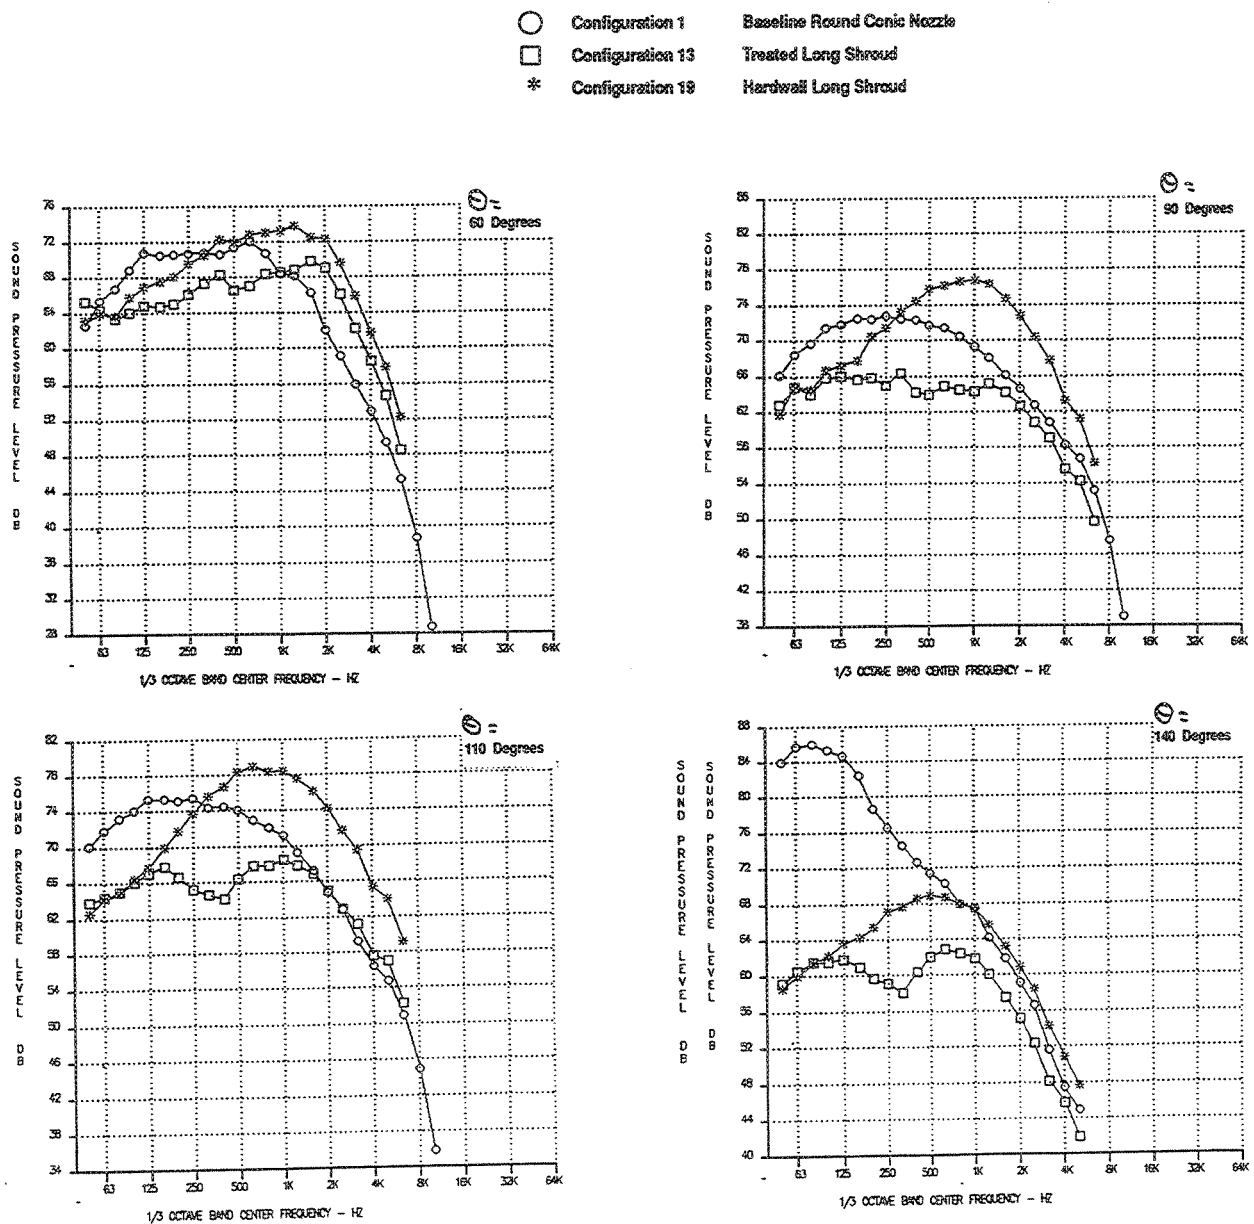 Configuration 1 Baseline Round Conic Nozzle
Configuration 13 Treated Long Shroud
Configuration 19 Hardwall Long Shroud
Θ =
60 Degrees
SOUND PRESSURE LEVEL DB
76
72
68
64
60
56
52
48
44
40
36
32
28
63 125 250 500 1K 2K 4K 8K 16K 32K 64K
1/3 OCTAVE BAND CENTER FREQUENCY - HZ
Θ =
90 Degrees
SOUND PRESSURE LEVEL DB
86
82
78
74
70
66
62
58
54
50
46
42
38
63 125 250 500 1K 2K 4K 8K 16K 32K 64K
1/3 OCTAVE BAND CENTER FREQUENCY - HZ
Θ =
110 Degrees
SOUND PRESSURE LEVEL DB
82
78
74
70
66
62
58
54
50
46
42
38
34
63 125 250 500 1K 2K 4K 8K 16K 32K 64K
1/3 OCTAVE BAND CENTER FREQUENCY - HZ
Θ =
140 Degrees
SOUND PRESSURE LEVEL DB
SOUND PRESSURE LEVEL DB
88
84
80
76
72
68
64
60
56
52
48
44
40
63 125 250 500 1K 2K 4K 8K 16K 32K 64K
1/3 OCTAVE BAND CENTER FREQUENCY - HZ